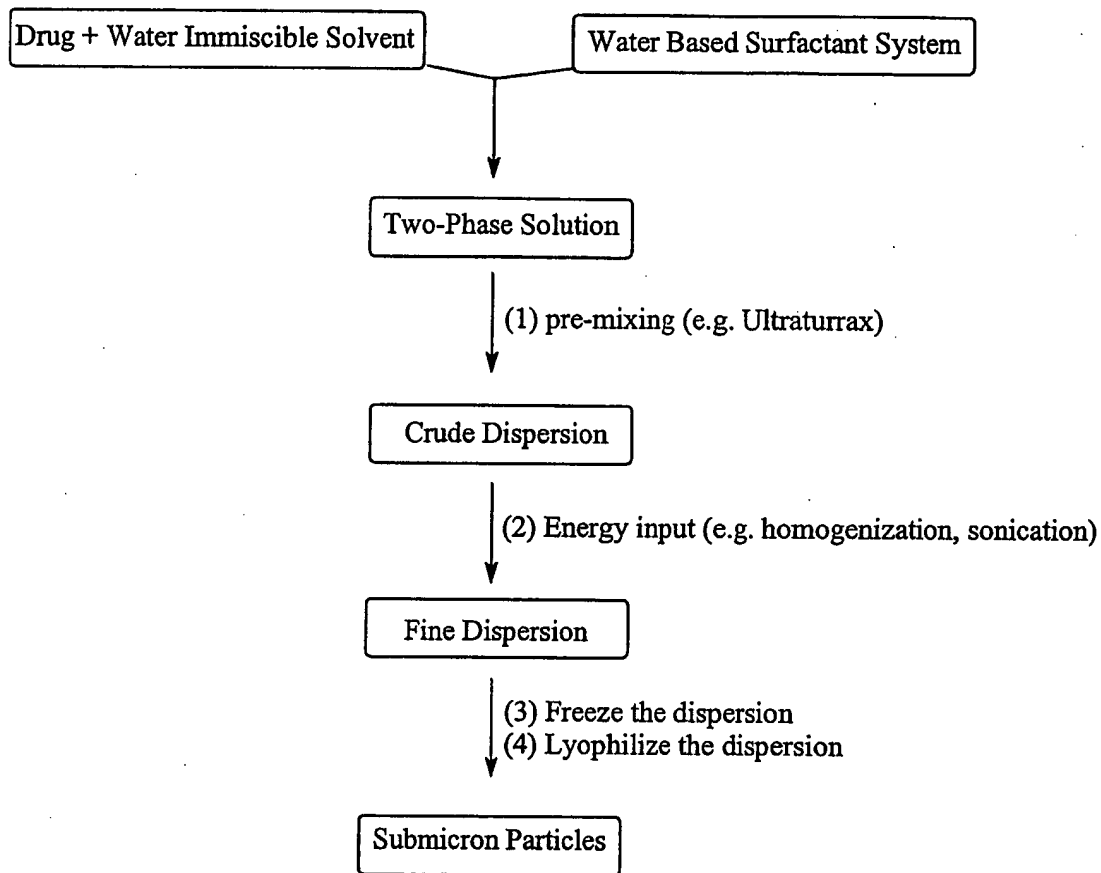 Drug + Water Immiscible Solvent
Water Based Surfactant System
Two-Phase Solution
(1) pre-mixing (e.g. Ultraturrax)
Crude Dispersion
(2) Energy input (e.g. homogenization, sonication)
Fine Dispersion
(3) Freeze the dispersion
(4) Lyophilize the dispersion
Submicron Particles